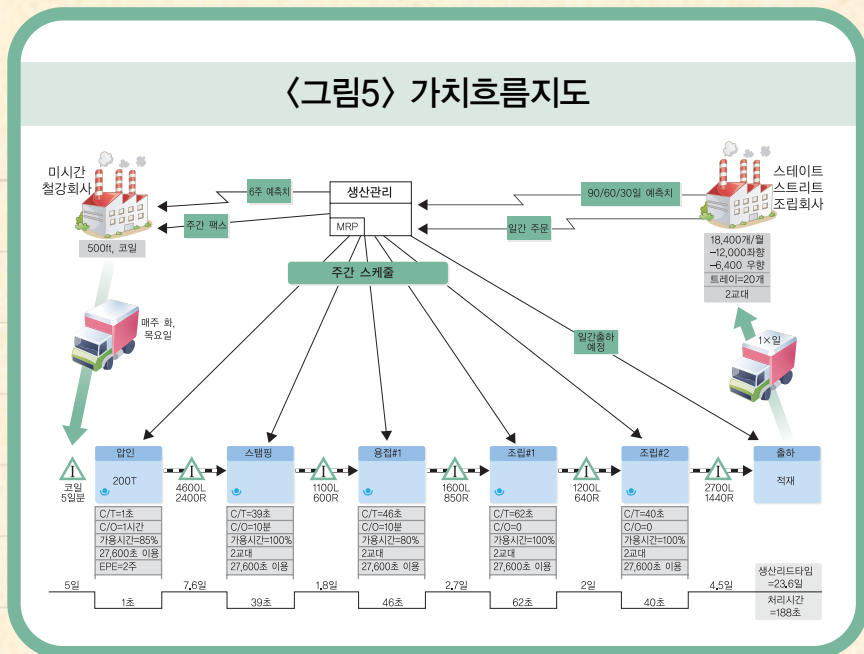 〈그림5〉 가치흐름지도
미시간
철강회사
500ft, 코일
6주 예측치
주간 팩스
생산관리
MRP
90/60/30일 예측치
일간 주문
스테이트
스트리트
조립회사
18,400개/월
-12,000좌향
-6,400 우향
트레이=20개
2교대
주간 스케줄
매주 화,
목요일
일간출하
예정
1×일
I
코일
5일분
압인
200T
C/T=1초
C/O=1시간
가용시간=85%
27,600초 이용
EPE=2주
I
4600L
2400R
스탬핑
C/T=39초
C/O=10분
가용시간=100%
2교대
27,600초 이용
I
1100L
600R
용접#1
C/T=46초
C/O=10분
가용시간=80%
2교대
27,600초 이용
I
1600L
850R
조립#1
C/T=62초
C/O=0
가용시간=100%
2교대
27,600초 이용
I
1200L
640R
조립#2
C/T=40초
C/O=0
가용시간=100%
2교대
27,600초 이용
I
2700L
1440R
출하
적재
5일
1초
7.6일
39초
1.8일
46초
2.7일
62초
2일
40초
4.5일
생산리드타임
=23.6일
처리시간
=188초